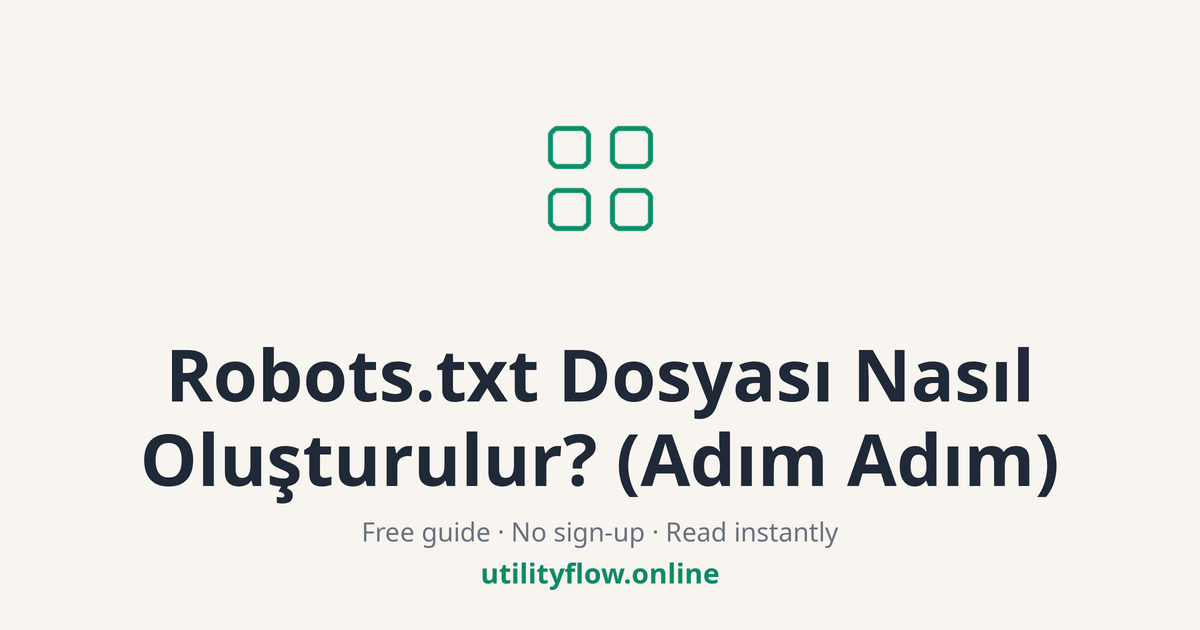 Robots.txt Dosyası Nasıl
Oluşturulur? (Adım Adım)
Free guide · No sign-up · Read instantly
utilityflow.online